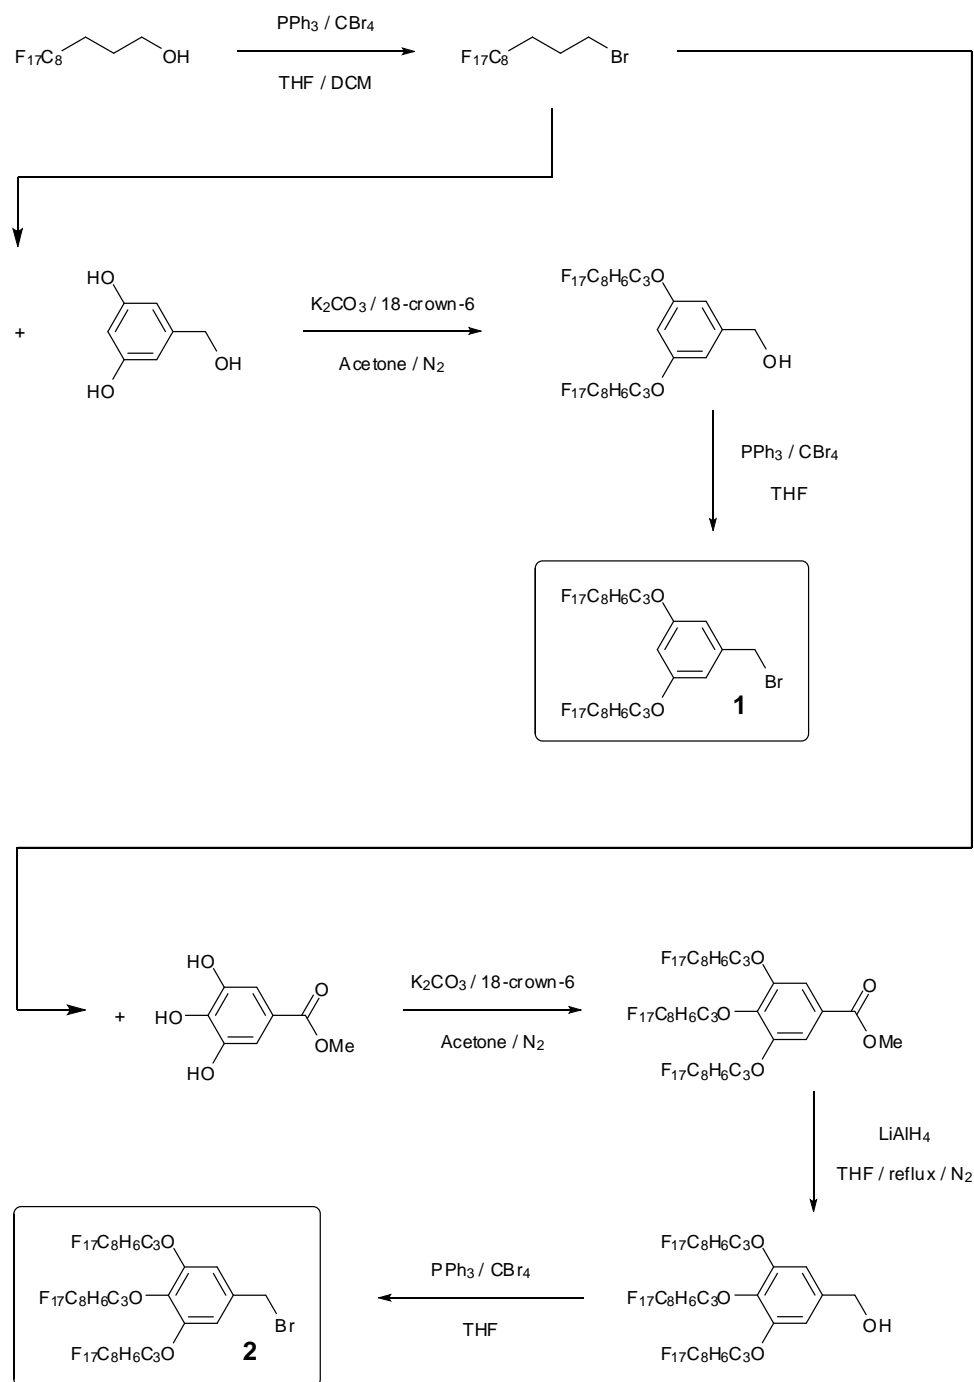 PPh3 / CBr4
F17C8 OH
THF / DCM
F17C8 Br
+
HO
HO
OH
K2CO3 / 18-crown-6
Acetone / N2
F17C8H6C3O
F17C8H6C3O
OH
PPh3 / CBr4
THF
F17C8H6C3O
F17C8H6C3O
Br
1
+
HO
HO
HO
O
OMe
K2CO3 / 18-crown-6
Acetone / N2
F17C8H6C3O
F17C8H6C3O
F17C8H6C3O
O
OMe
LiAlH4
THF / reflux / N2
F17C8H6C3O
F17C8H6C3O
F17C8H6C3O
OH
PPh3 / CBr4
THF
F17C8H6C3O
F17C8H6C3O
F17C8H6C3O
Br
2